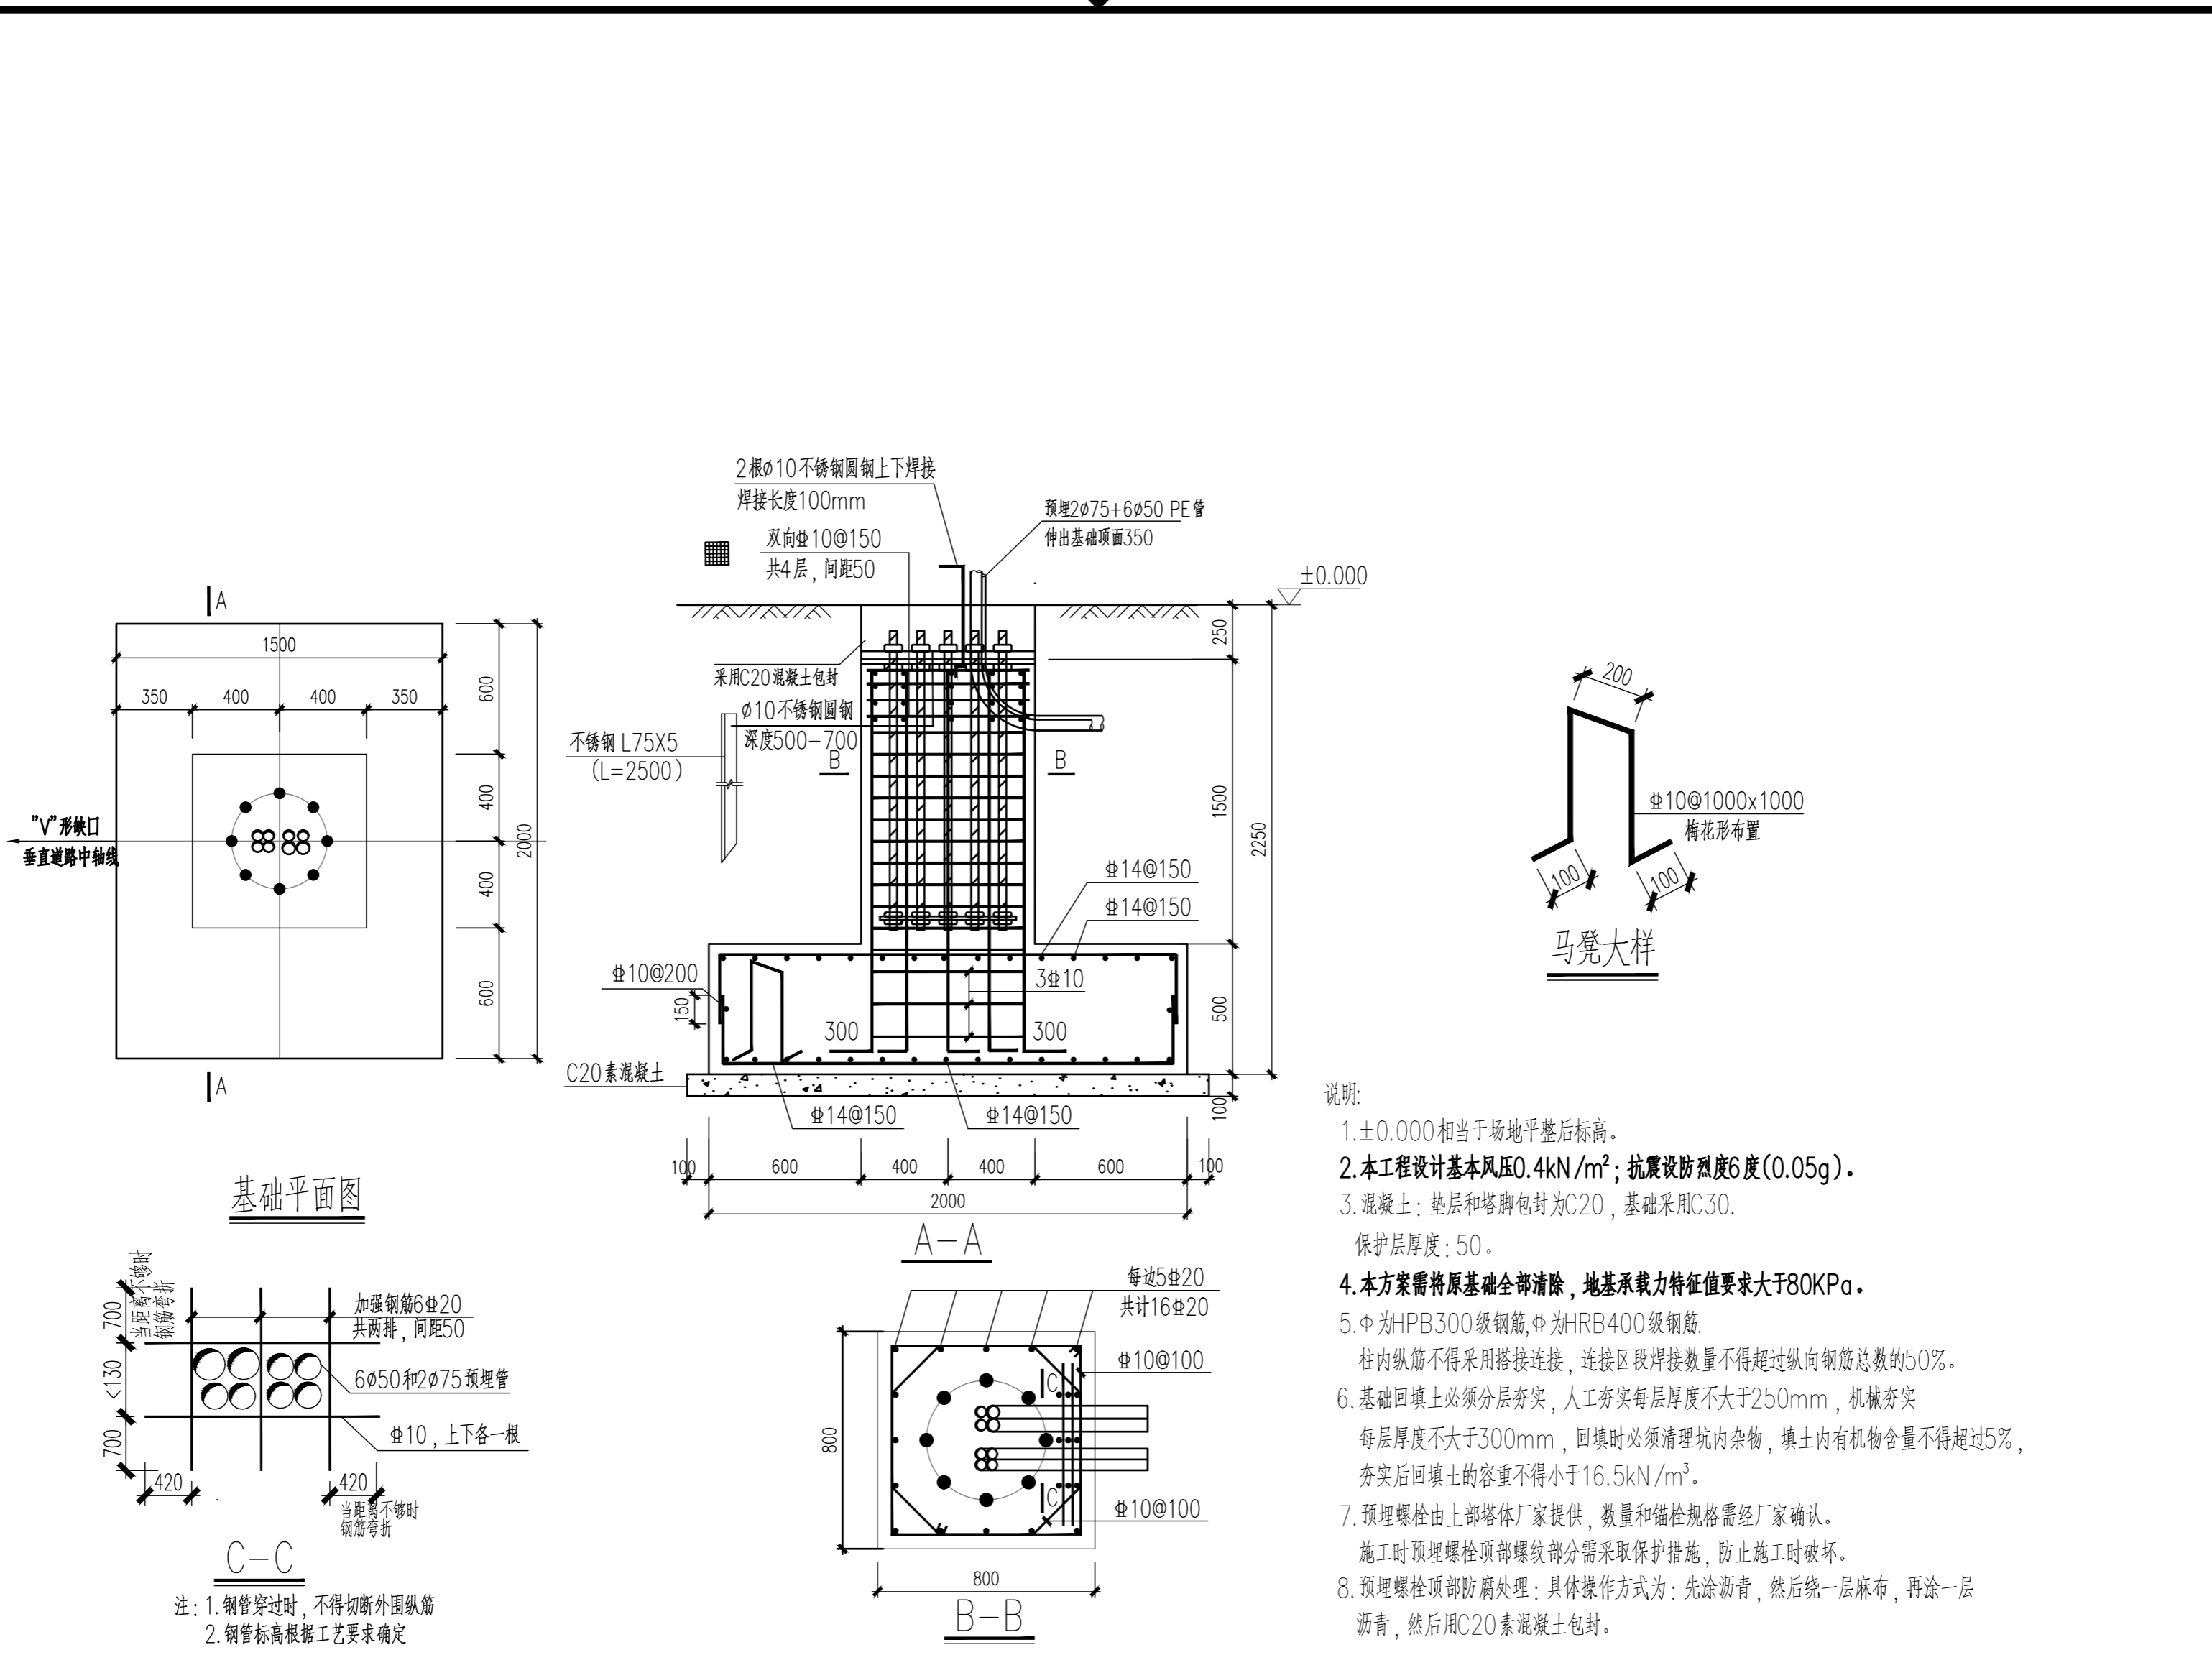 A
1500
350
400
400
350
600
400
400
600
2000
"V"形缺口
垂直道路中轴线
A
基础平面图
2根ø10不锈钢圆钢上下焊接
焊接长度100mm
双向⏀10@150
共4层,间距50
预埋2ø75+6ø50 PE管
伸出基础顶面350
±0.000
采用C20混凝土包封
ø10不锈钢圆钢
深度500-700
不锈钢 L75X5
(L=2500)
B
B
⏀14@150
⏀14@150
⏀10@200
150
3⏀10
300
300
C20素混凝土
⏀14@150
⏀14@150
250
1500
500
100
2250
100
600
400
400
600
100
2000
A-A
200
⏀10@1000x1000
梅花形布置
100
100
马凳大样
700
当距离不够时
钢筋弯折
<130
700
加强钢筋6⏀20
共两排,间距50
6ø50和2ø75预埋管
⏀10,上下各一根
420
420
当距离不够时
钢筋弯折
C-C
注:1.钢管穿过时,不得切断外围纵筋
2.钢管标高根据工艺要求确定
每边5⏀20
共计16⏀20
⏀10@100
C
C
⏀10@100
800
800
B-B
说明:
1.±0.000相当于场地平整后标高。
2.本工程设计基本风压0.4kN/m²;抗震设防烈度6度(0.05g)。
3.混凝土:垫层和塔脚包封为C20,基础采用C30.
保护层厚度:50。
4.本方案需将原基础全部清除,地基承载力特征值要求大于80KPa。
5.Φ为HPB300级钢筋,⏀为HRB400级钢筋.
柱内纵筋不得采用搭接连接,连接区段焊接数量不得超过纵向钢筋总数的50%。
6.基础回填土必须分层夯实,人工夯实每层厚度不大于250mm,机械夯实
每层厚度不大于300mm,回填时必须清理坑内杂物,填土内有机物含量不得超过5%,
夯实后回填土的容重不得小于16.5kN/m³。
7.预埋螺栓由上部塔体厂家提供,数量和锚栓规格需经厂家确认。
施工时预埋螺栓顶部螺纹部分需采取保护措施,防止施工时破坏。
8.预埋螺栓顶部防腐处理:具体操作方式为:先涂沥青,然后绕一层麻布,再涂一层
沥青,然后用C20素混凝土包封。